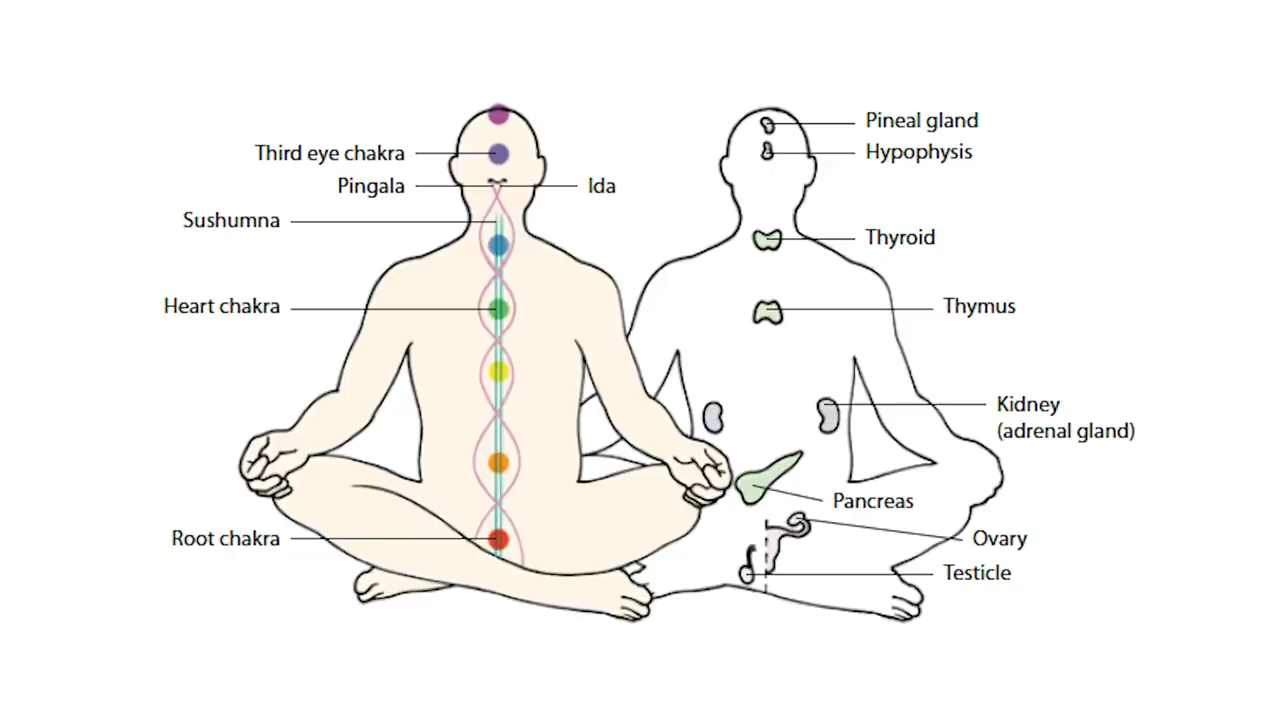 Third eye chakra
Pingala
Ida
Sushumna
Heart chakra
Root chakra
Pineal gland
Hypophysis
Thyroid
Thymus
Kidney
(adrenal gland)
Pancreas
Ovary
Testicle